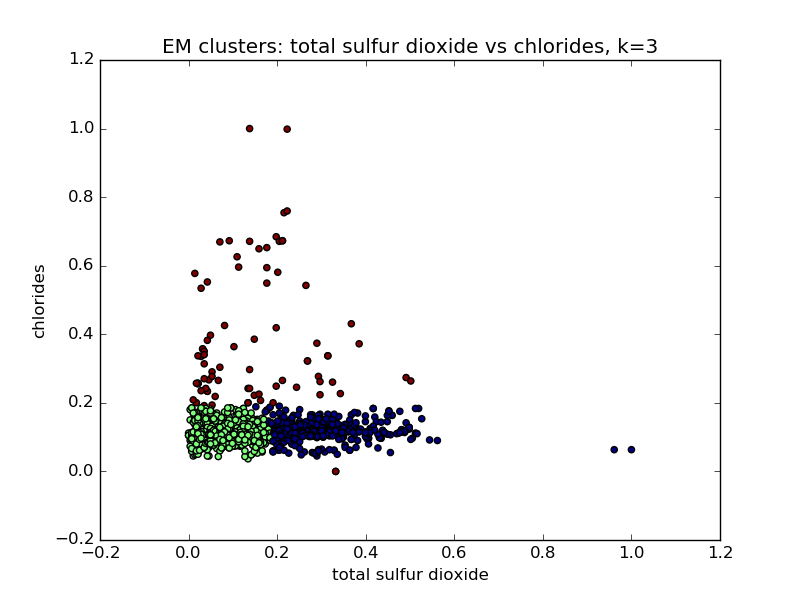 EM clusters: total sulfur dioxide vs chlorides, k=3
1.2
1.0
0.8
0.6
0.4
0.2
0.0
−0.2
chlorides
−0.2 0.0 0.2 0.4 0.6 0.8 1.0 1.2
total sulfur dioxide